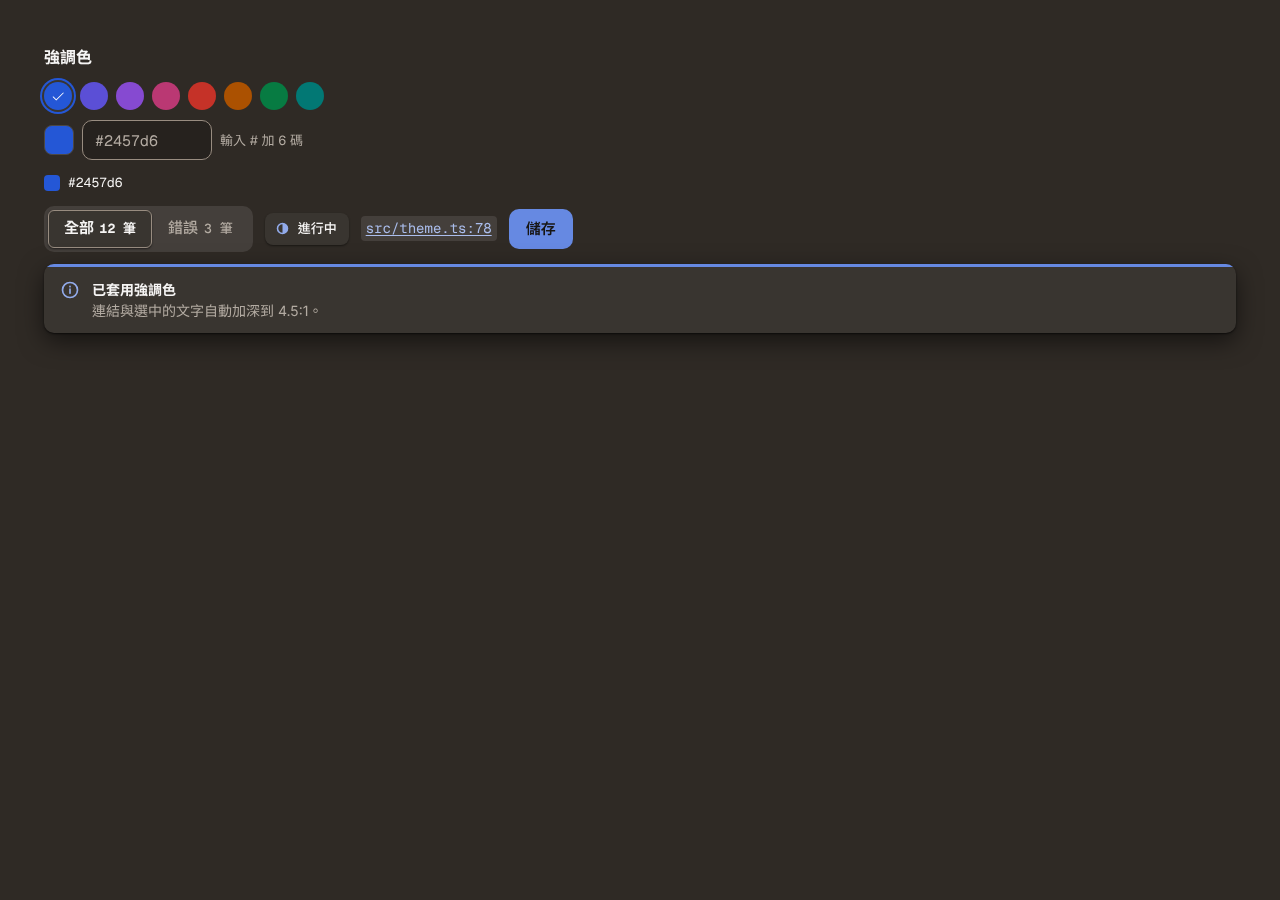 強調色
#2457d6 輸入 # 加 6 碼
#2457d6
全部 12 筆 錯誤 3 筆 進行中 src/theme.ts:78 儲存
已套用強調色
連結與選中的文字自動加深到 4.5:1。